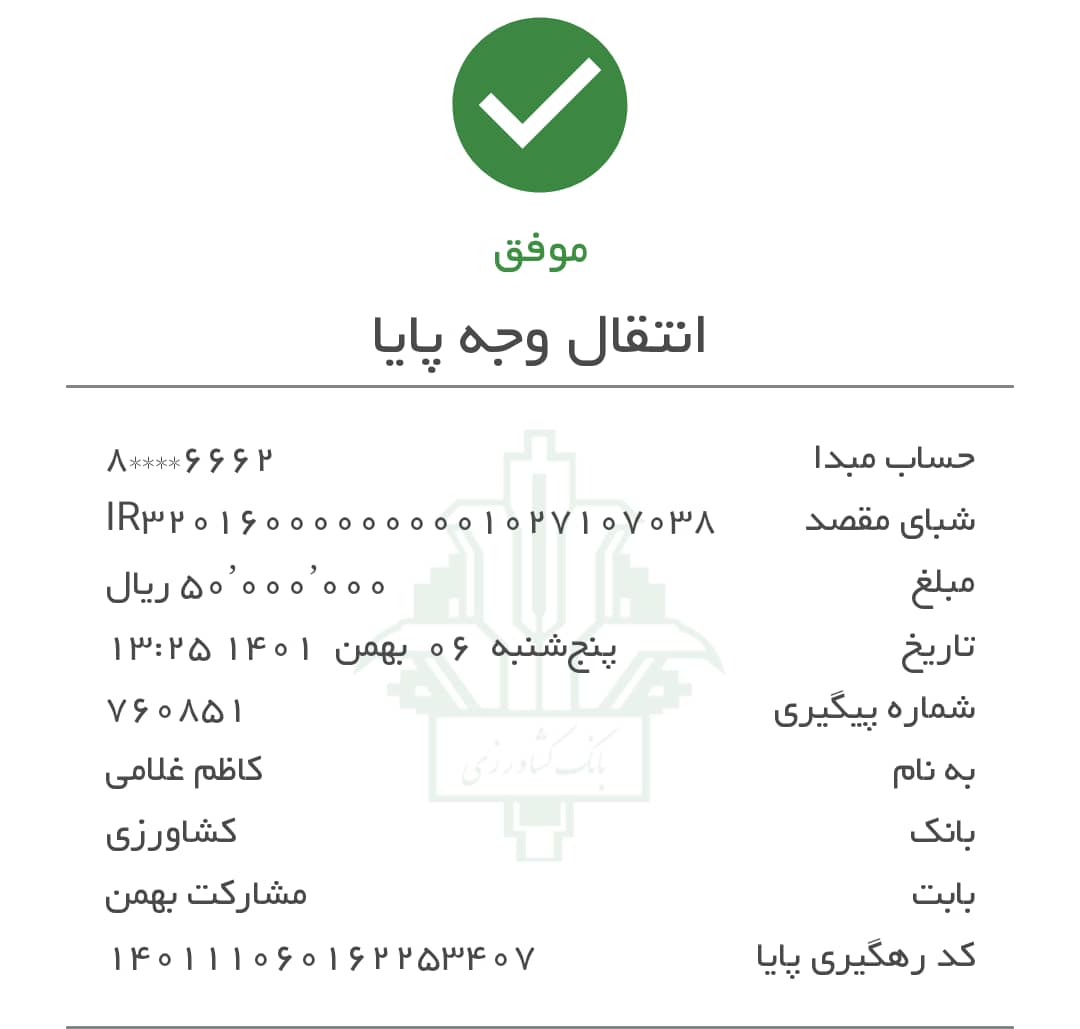 موفق
انتقال وجه پایا
حساب مبدا ۸****۶۶۶۲
شبای مقصد IR۳۲۰۱۶۰۰۰۰۰۰۰۰۰۰۱۰۲۷۱۰۷۰۳۸
مبلغ ۵۰٬۰۰۰٬۰۰۰ ریال
تاریخ پنج‌شنبه ۰۶ بهمن ۱۴۰۱ ۱۳:۲۵
شماره پیگیری ۷۶۰۸۵۱
به نام کاظم غلامی
بانک کشاورزی
بانک کشاورزی
بابت مشارکت بهمن
کد رهگیری پایا ۱۴۰۱۱۱۰۶۰۱۶۲۲۵۳۴۰۷